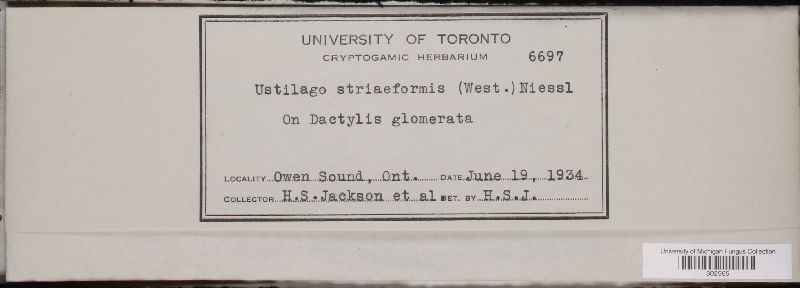 UNIVERSITY OF TORONTO
CRYPTOGAMIC HERBARIUM 6697
Ustilago striaeformis (West.) Niessl
On Dactylis glomerata
LOCALITY Owen Sound, Ont. DATE June 19, 1934
COLLECTOR H.S.Jackson et al DET. BY H.S.J.
University of Michigan Fungus Collection
302565